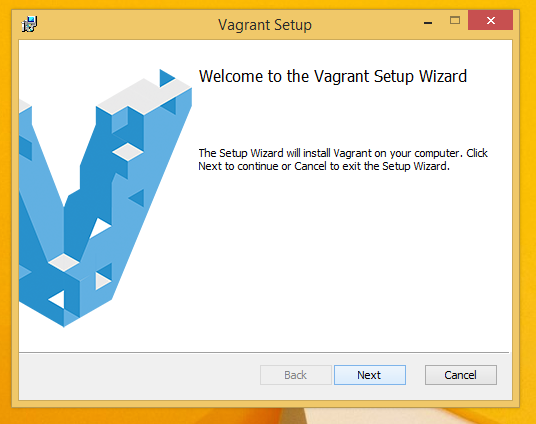 Vagrant Setup
Welcome to the Vagrant Setup Wizard
The Setup Wizard will install Vagrant on your computer. Click
Next to continue or Cancel to exit the Setup Wizard.
Back
Next
Cancel